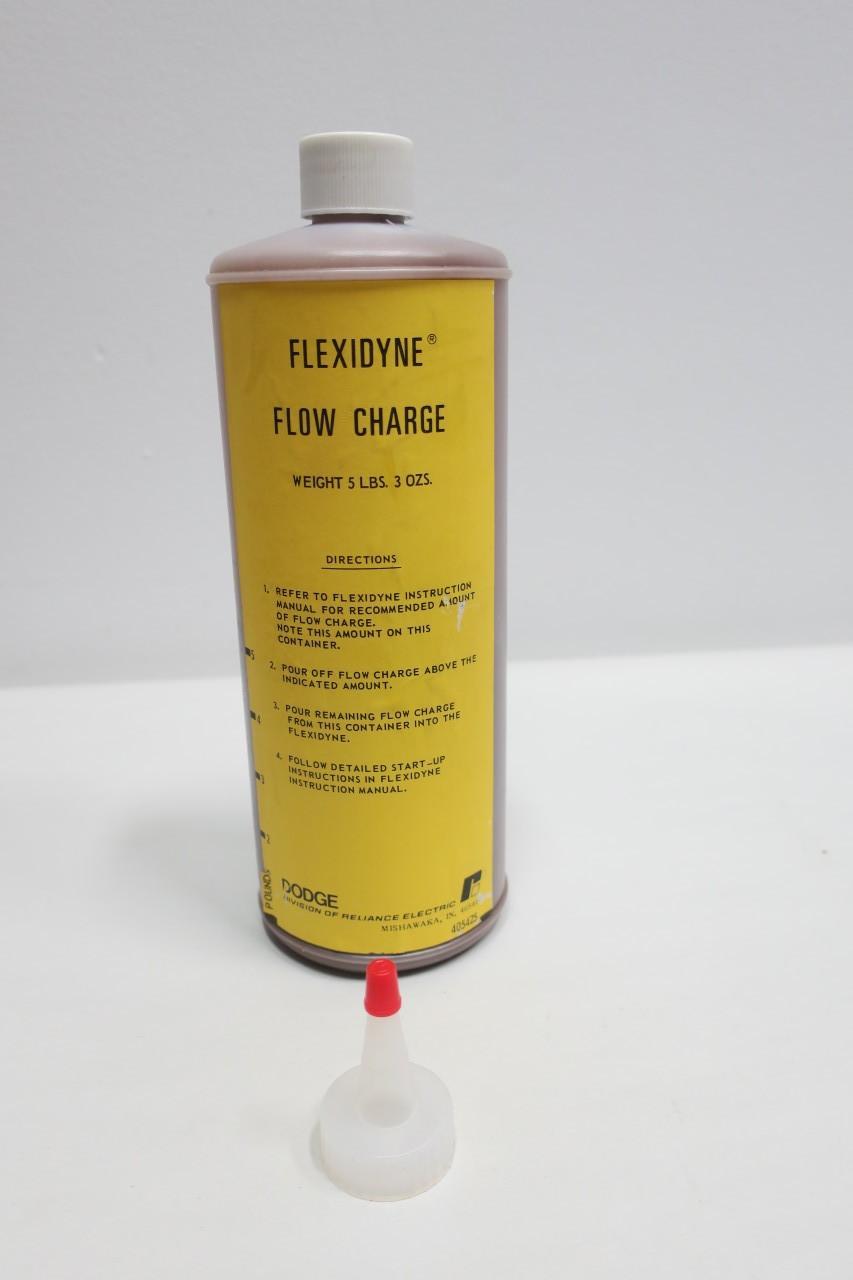 FLEXIDYNE®
FLOW CHARGE
WEIGHT 5 LBS. 3 OZS.
DIRECTIONS
1. REFER TO FLEXIDYNE INSTRUCTION
MANUAL FOR RECOMMENDED AMOUNT
OF FLOW CHARGE.
NOTE THIS AMOUNT ON THIS
CONTAINER.
2. POUR OFF FLOW CHARGE ABOVE THE
INDICATED AMOUNT.
3. POUR REMAINING FLOW CHARGE
FROM THIS CONTAINER INTO THE
FLEXIDYNE.
4. FOLLOW DETAILED START-UP
INSTRUCTIONS IN FLEXIDYNE
INSTRUCTION MANUAL.
5
4
3
2
POUNDS
DODGE
DIVISION OF RELIANCE ELECTRIC
MISHAWAKA, IN.
405425